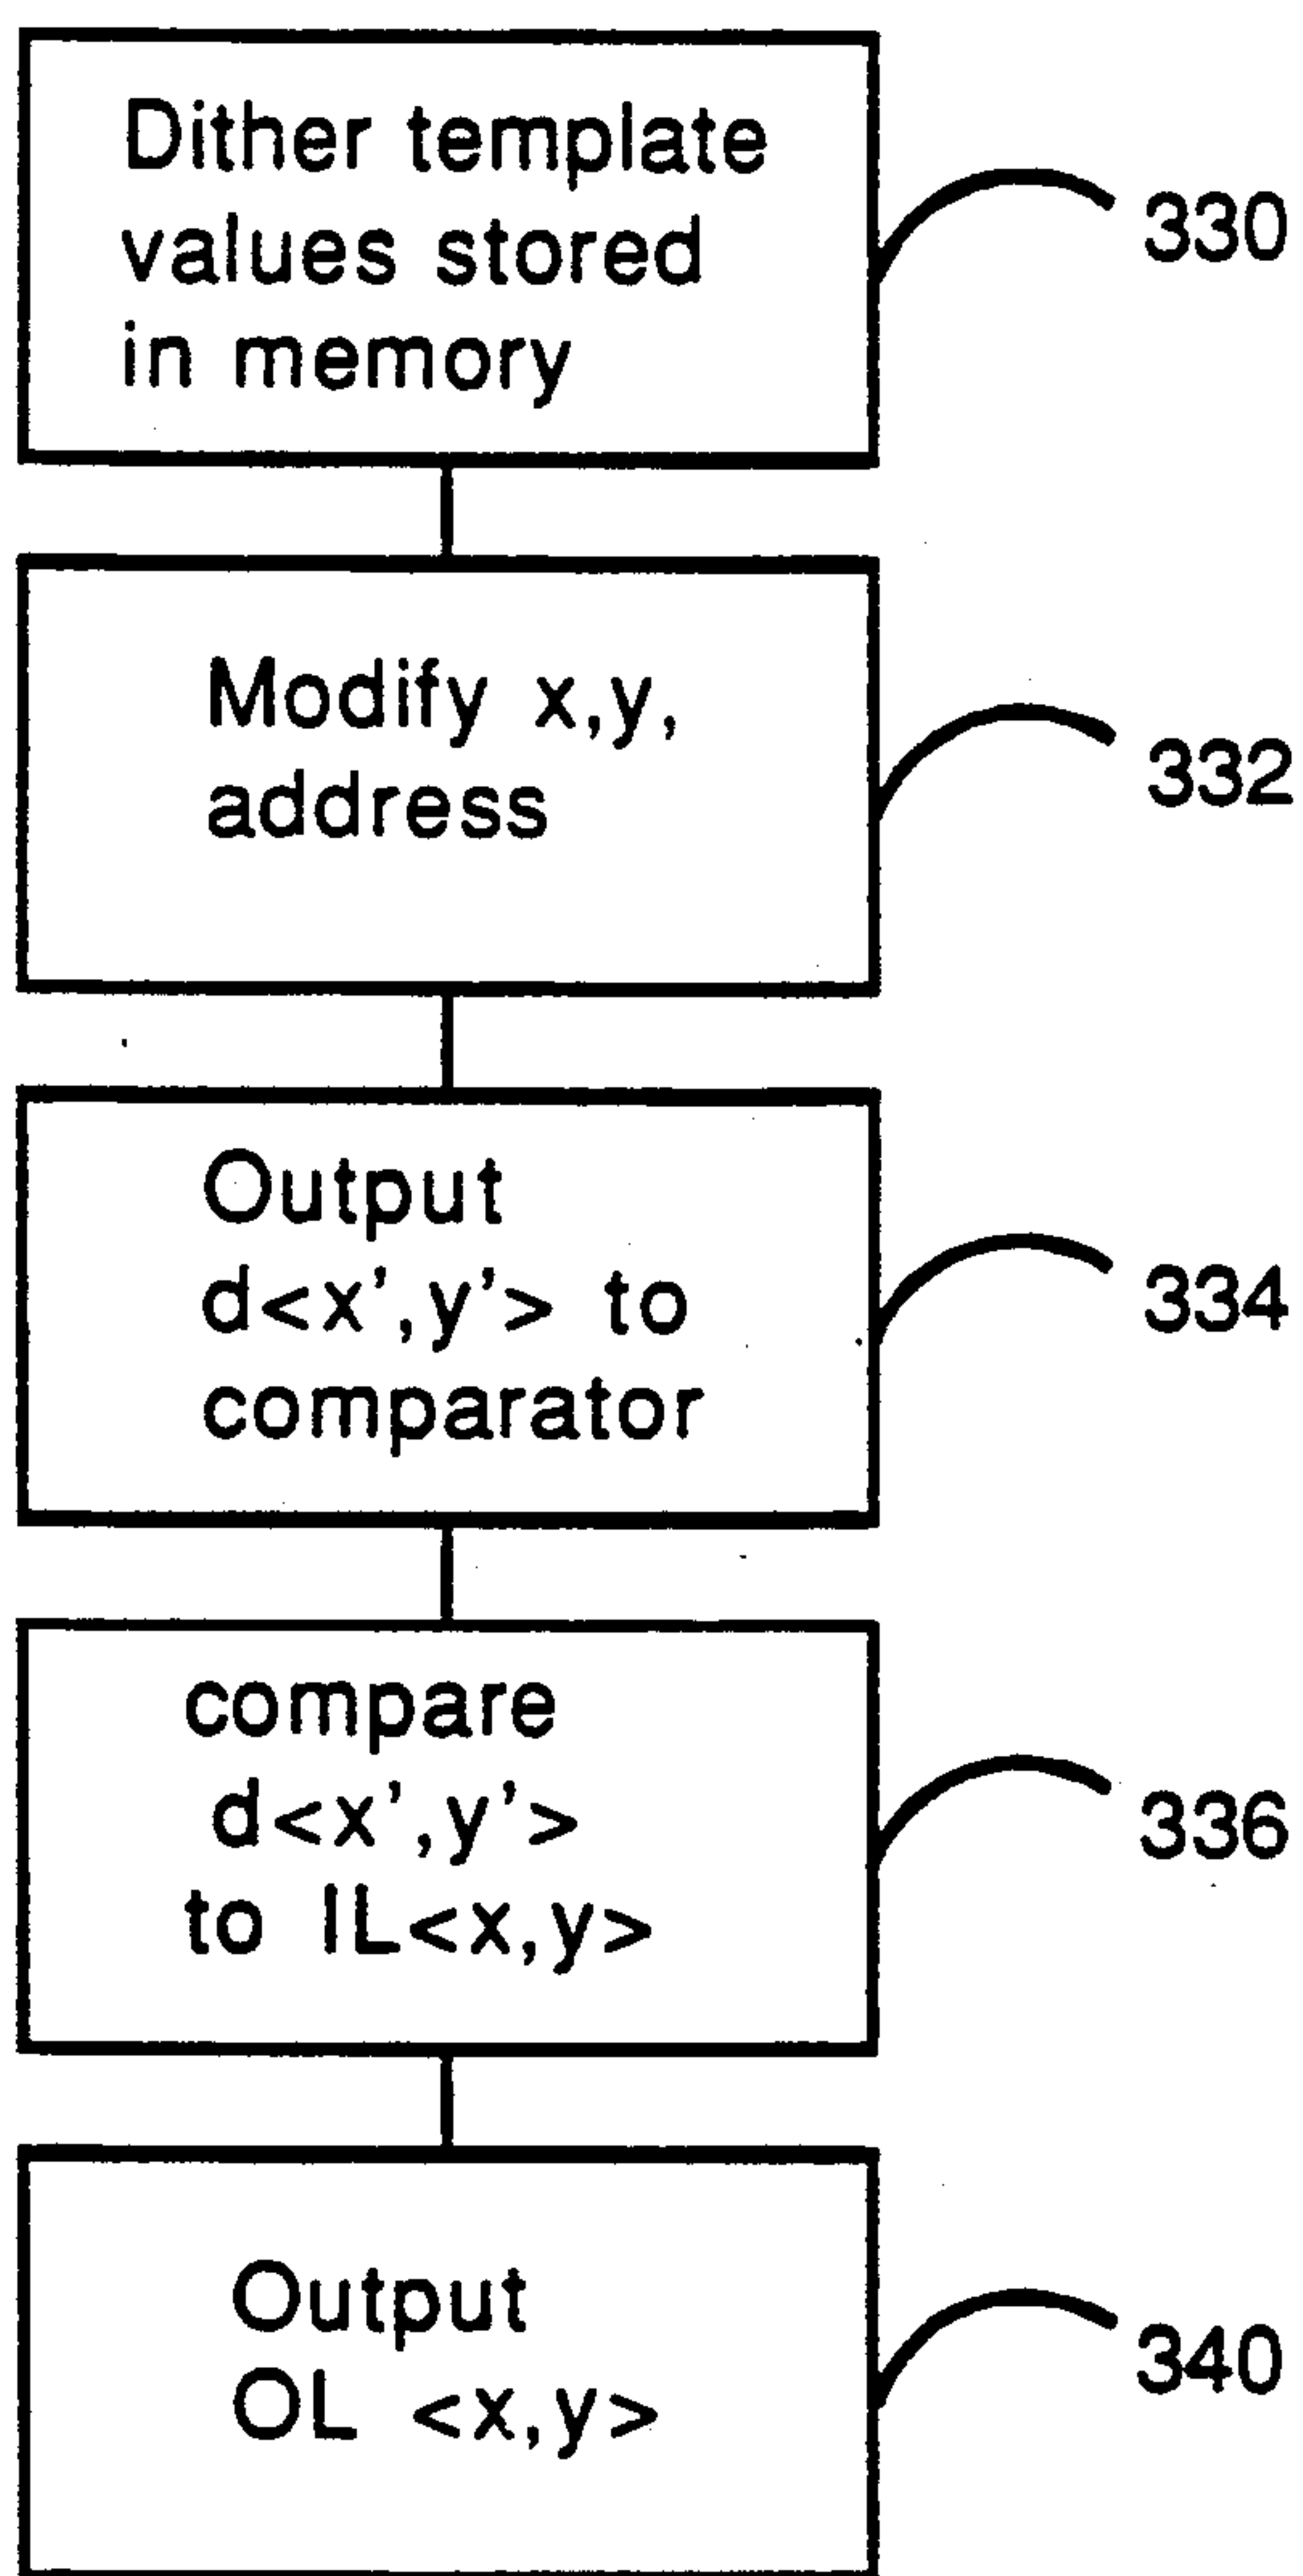 Dither template
values stored
in memory
330
Modify x,y,
address
332
Output
d<x',y'> to
comparator
334
compare
d<x',y'>
to IL<x,y>
336
Output
OL <x,y>
340